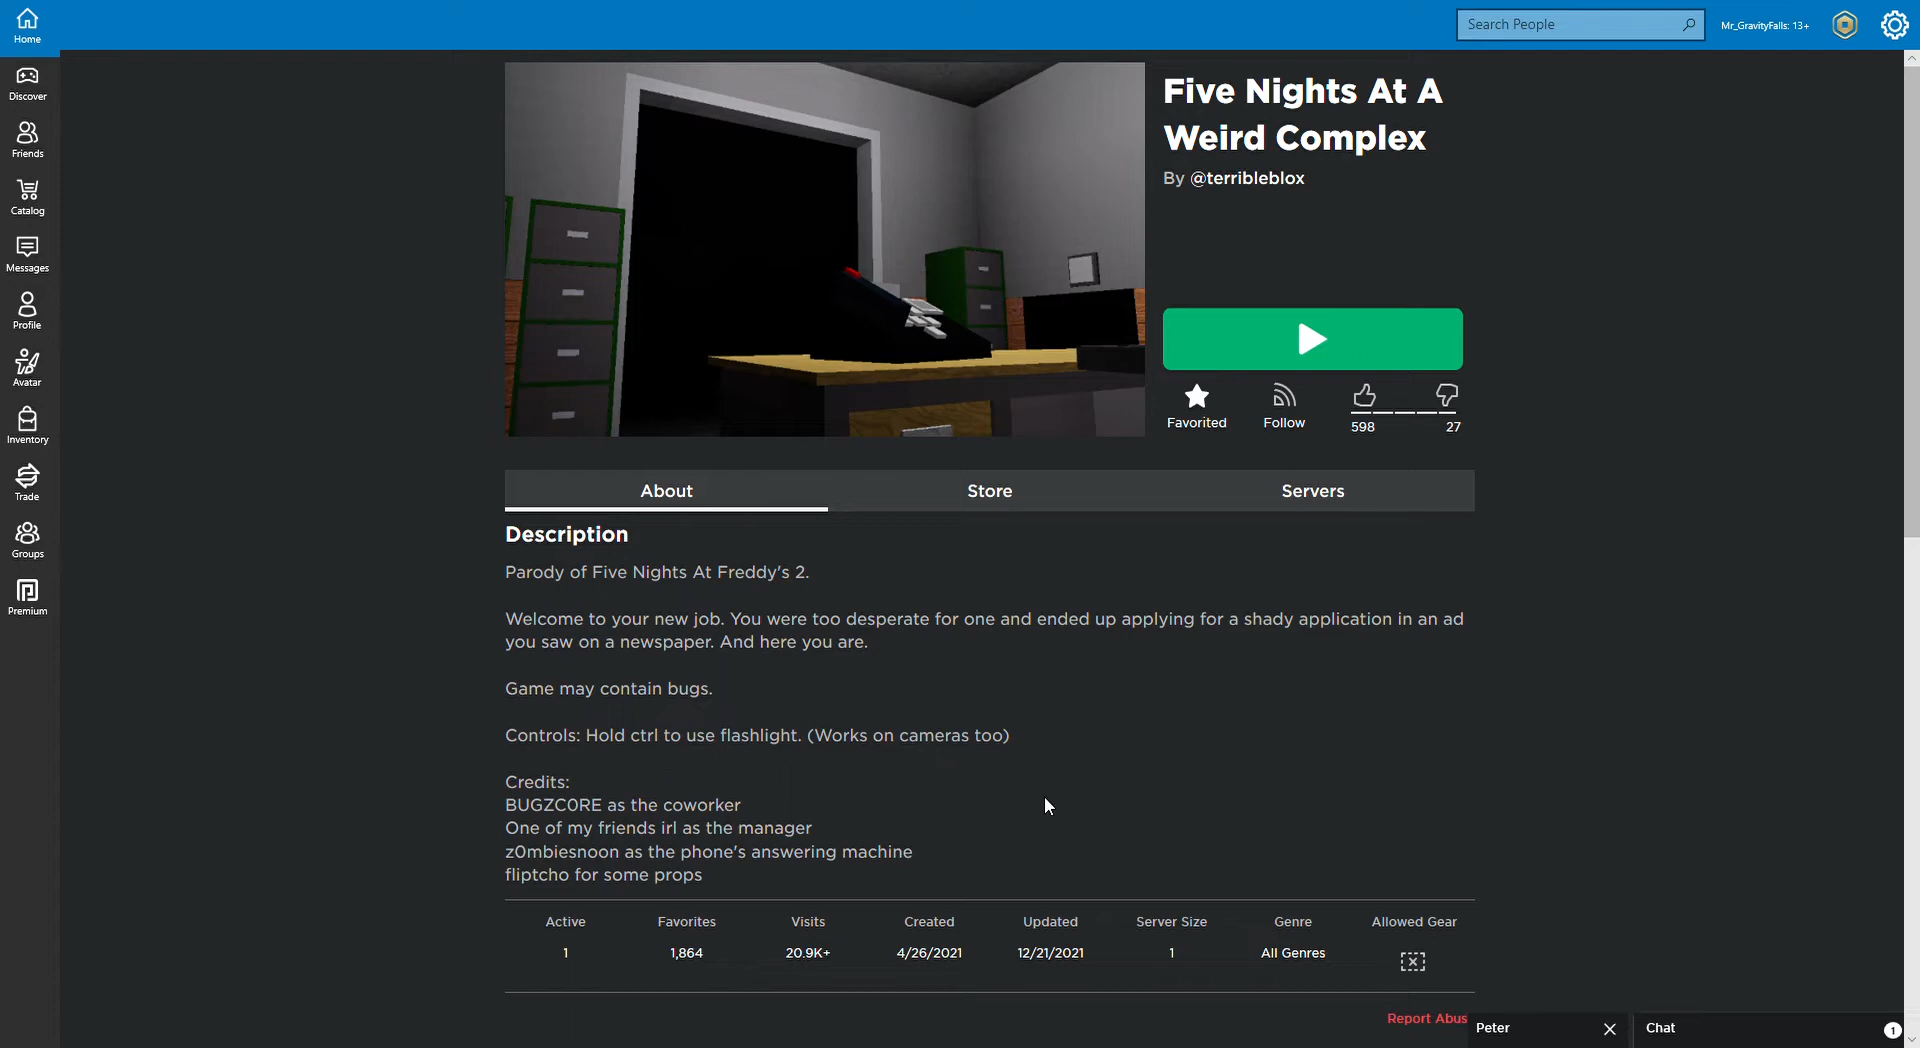 Home
Search People
Mr_GravityFalls: 13+
Discover
Friends
Catalog
Messages
Profile
Avatar
Inventory
Trade
Groups
Premium
Five Nights At A
Weird Complex
By @terribleblox
Favorited
Follow
598
27
About
Store
Servers
Description
Parody of Five Nights At Freddy's 2.
Welcome to your new job. You were too desperate for one and ended up applying for a shady application in an ad
you saw on a newspaper. And here you are.
Game may contain bugs.
Controls: Hold ctrl to use flashlight. (Works on cameras too)
Credits:
BUGZC0RE as the coworker
One of my friends irl as the manager
z0mbiesnoon as the phone's answering machine
fliptcho for some props
Active
Favorites
Visits
Created
Updated
Server Size
Genre
Allowed Gear
1
1,864
20.9K+
4/26/2021
12/21/2021
1
All Genres
Report Abus
Peter
Chat
1